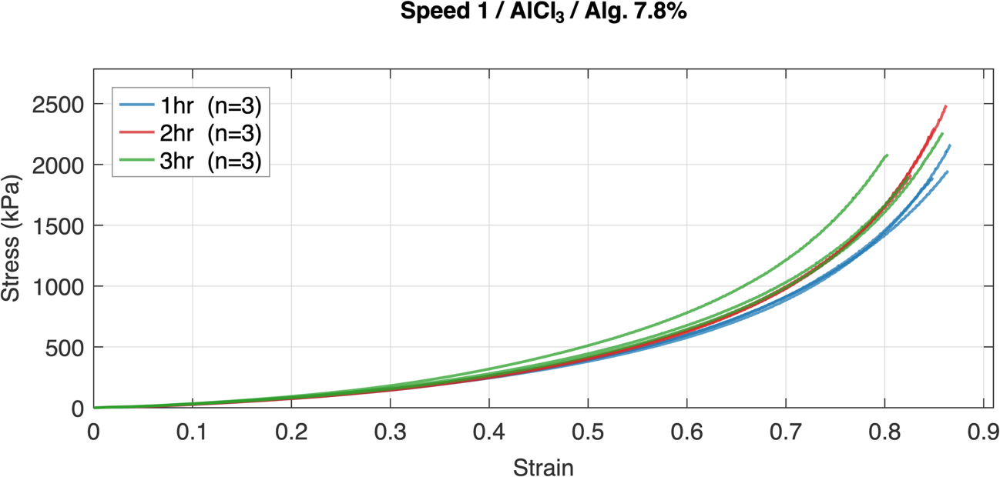 Speed 1 / AlCl₃ / Alg. 7.8%
1hr (n=3)
2hr (n=3)
3hr (n=3)
Stress (kPa)
2500
2000
1500
1000
500
0
0 0.1 0.2 0.3 0.4 0.5 0.6 0.7 0.8 0.9
Strain